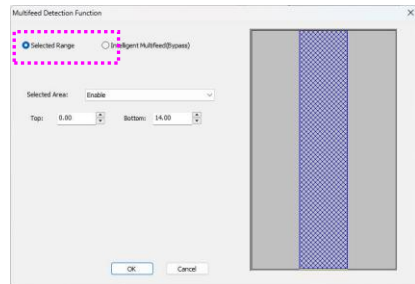 Multifeed Detection Function
Selected Range Intelligent Multifeed(Bypass)
Selected Area: Enable
Top: 0.00 Bottom: 14.00
OK Cancel